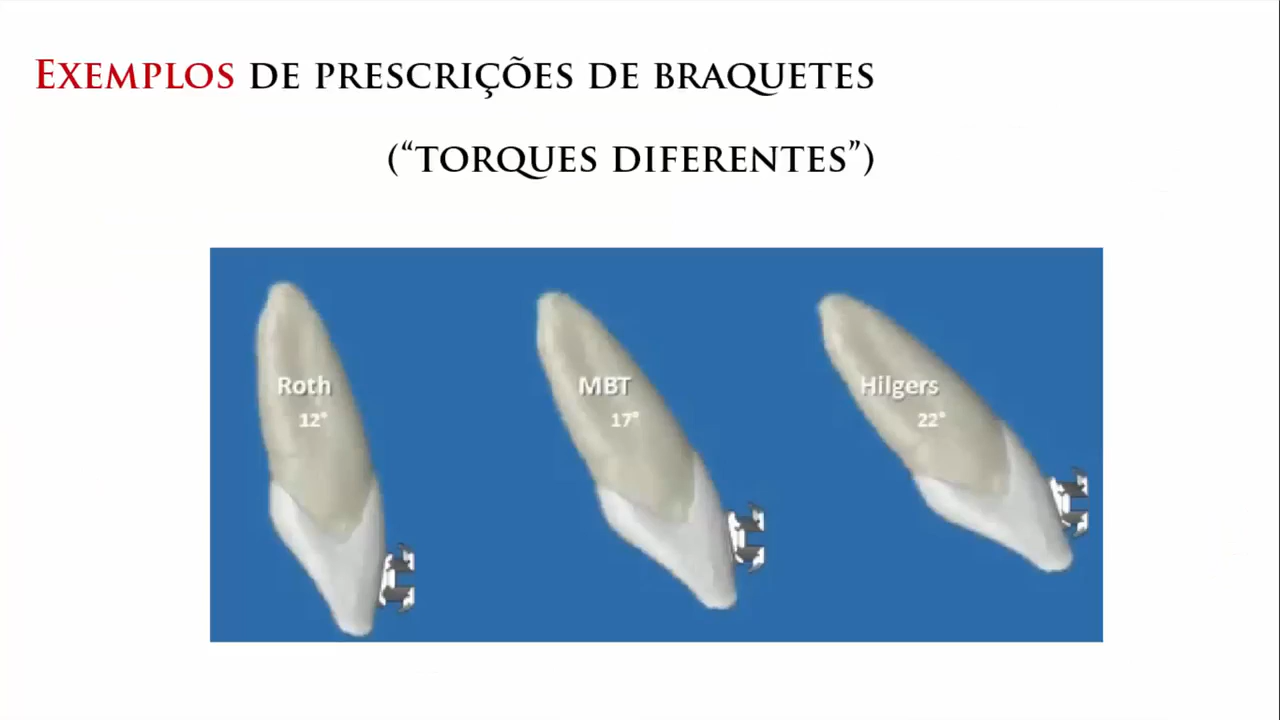 Exemplos de prescrições de braquetes
(“torques diferentes”)
Roth
12°
MBT
17°
Hilgers
22°